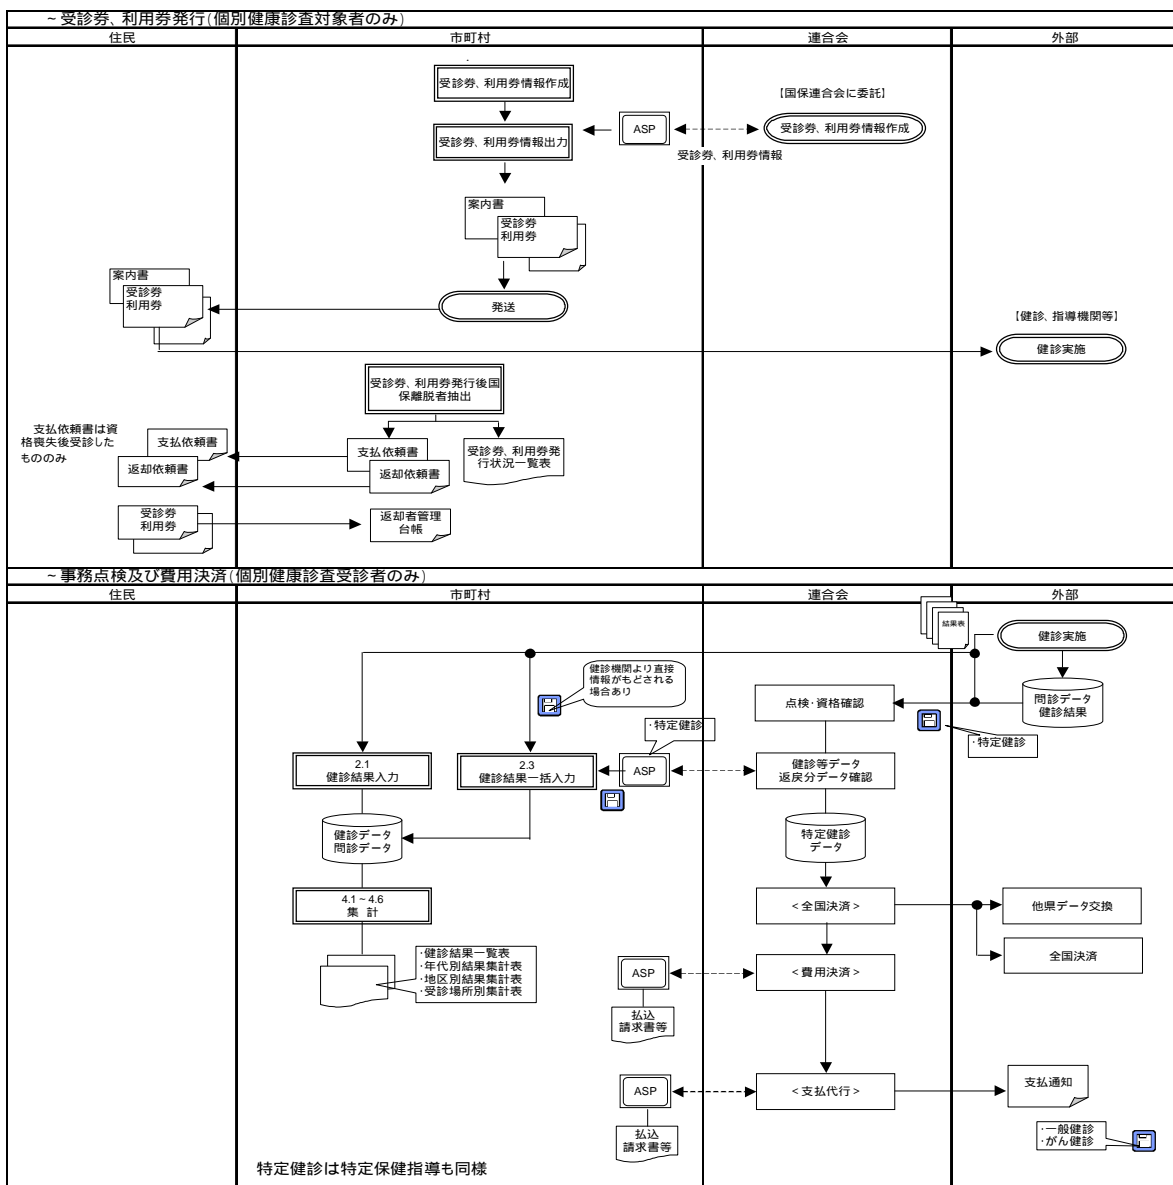 ~受診券、利用券発行(個別健康診査対象者のみ)
住民
市町村
連合会
外部
受診券、利用券情報作成
【国保連合会に委託】
受診券、利用券情報出力
ASP
受診券、利用券情報作成
受診券、利用券情報
案内書
受診券
利用券
案内書
受診券
利用券
発送
【健診、指導機関等】
健診実施
受診券、利用券発行後国
保離脱者抽出
支払依頼書は資
格喪失後受診した
もののみ
支払依頼書
返却依頼書
支払依頼書
返却依頼書
受診券、利用券発
行状況一覧表
受診券
利用券
返却者管理
台帳
~事務点検及び費用決済(個別健康診査受診者のみ)
住民
市町村
連合会
外部
結果表
健診実施
健診機関より直接
情報がもどされる
場合あり
点検・資格確認
問診データ
健診結果
・特定健診
・特定健診
2.1
健診結果入力
2.3
健診結果一括入力
ASP
健診等データ
返戻分データ確認
健診データ
問診データ
特定健診
データ
4.1~4.6
集 計
<全国決済>
他県データ交換
全国決済
・健診結果一覧表
・年代別結果集計表
・地区別結果集計表
・受診場所別集計表
ASP
<費用決済>
払込
請求書等
ASP
<支払代行>
支払通知
払込
請求書等
・一般健診
・がん健診
特定健診は特定保健指導も同様